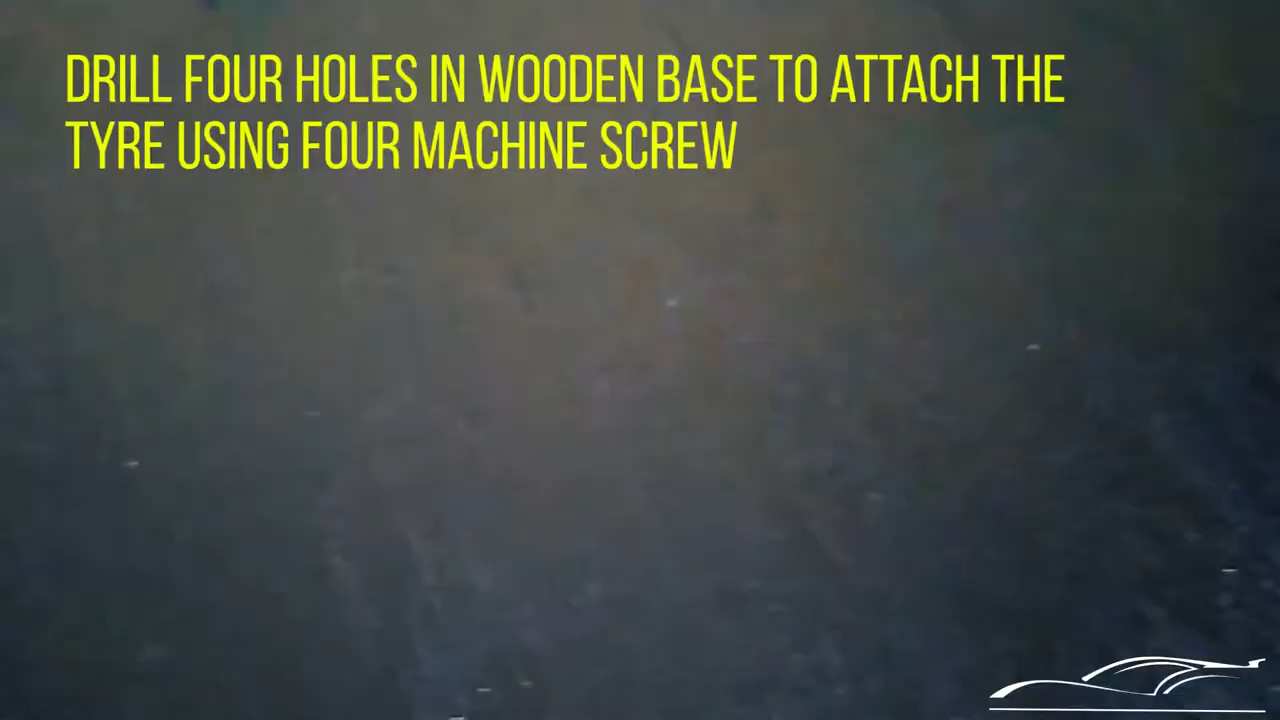 DRILL FOUR HOLES IN WOODEN BASE TO ATTACH THE
TYRE USING FOUR MACHINE SCREW